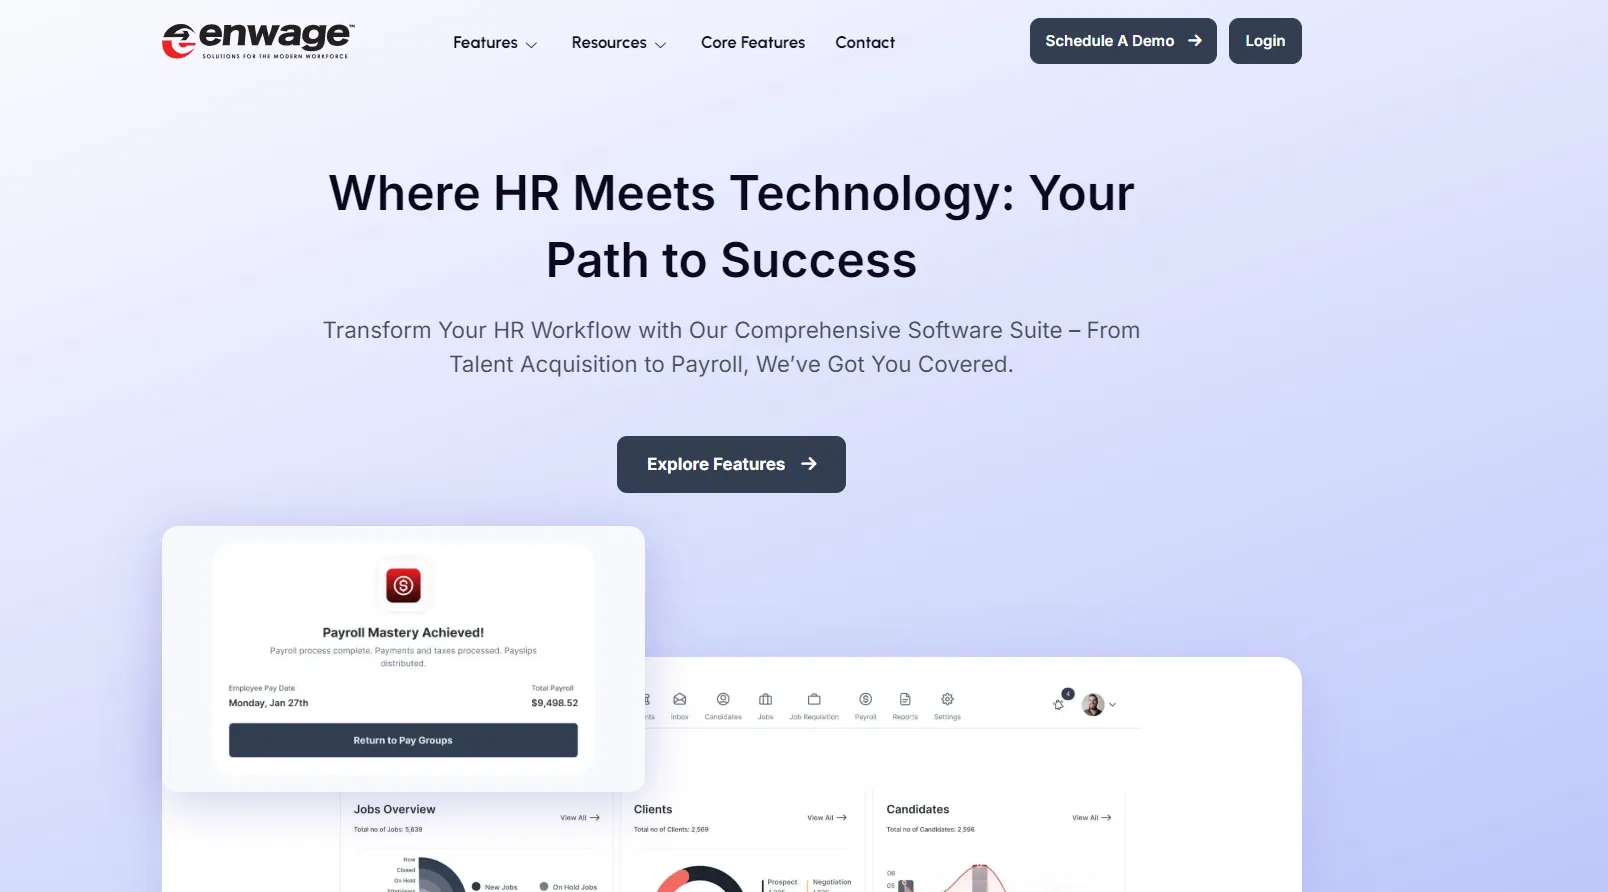 enwage™
SOLUTIONS FOR THE MODERN WORKFORCE
Features
Resources
Core Features
Contact
Schedule A Demo
Login
Where HR Meets Technology: Your
Path to Success
Transform Your HR Workflow with Our Comprehensive Software Suite – From
Talent Acquisition to Payroll, We’ve Got You Covered.
Explore Features
Payroll Mastery Achieved!
Payroll process complete. Payments and taxes processed. Payslips
distributed.
Employee Pay Date
Total Payroll
Monday, Jan 27th
$9,498.52
Return to Pay Groups
Inbox
Candidates
Jobs
Job Requisition
Payroll
Reports
Settings
4
Jobs Overview
View All
Total no of Jobs: 5,639
Clients
View All
Total no of Clients: 2,569
Candidates
View All
Total no of Candidates: 2,596
New
Closed
On Hold
Interviews
New Jobs
On Hold Jobs
Prospect
Negotiation
06
05